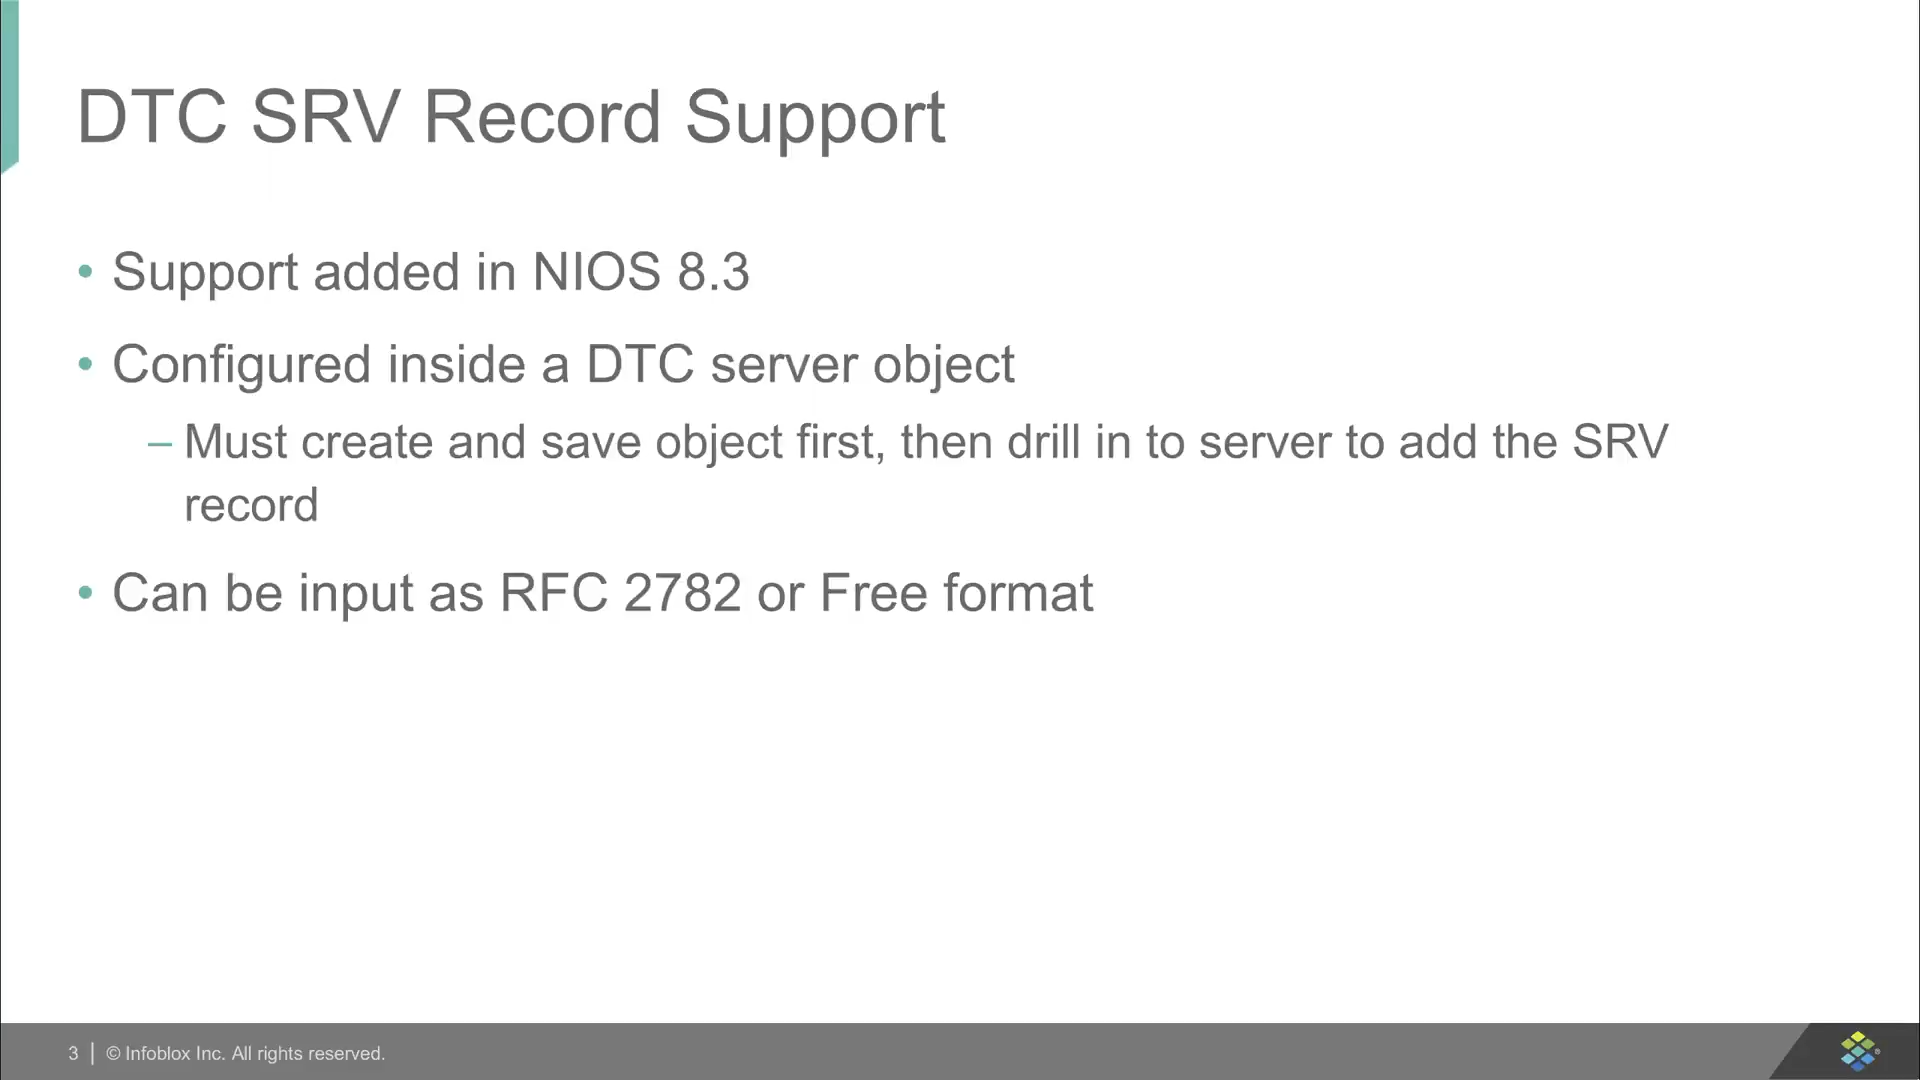 DTC SRV Record Support
• Support added in NIOS 8.3
• Configured inside a DTC server object
– Must create and save object first, then drill in to server to add the SRV
record
• Can be input as RFC 2782 or Free format
3 | © Infoblox Inc. All rights reserved.